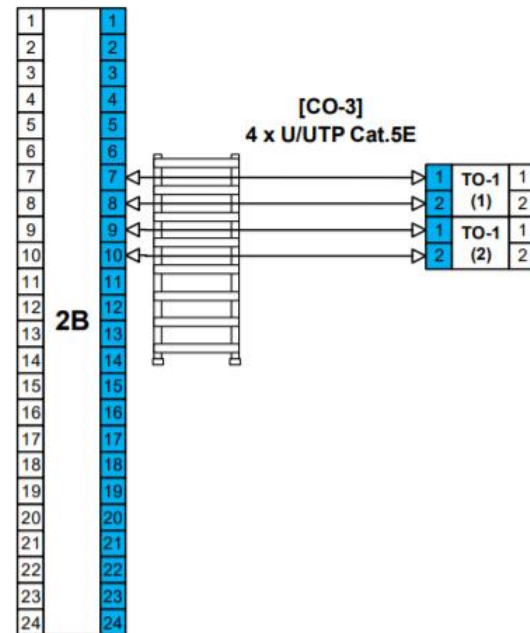 1 1
2 2
3 3
4 4
5 5
6 6
[CO-3]
4 x U/UTP Cat.5E
7 7 1 TO-1 1
8 8 2 (1) 2
9 9 1 TO-1 1
10 10 2 (2) 2
11 11
12 12
2B
13 13
14 14
15 15
16 16
17 17
18 18
19 19
20 20
21 21
22 22
23 23
24 24